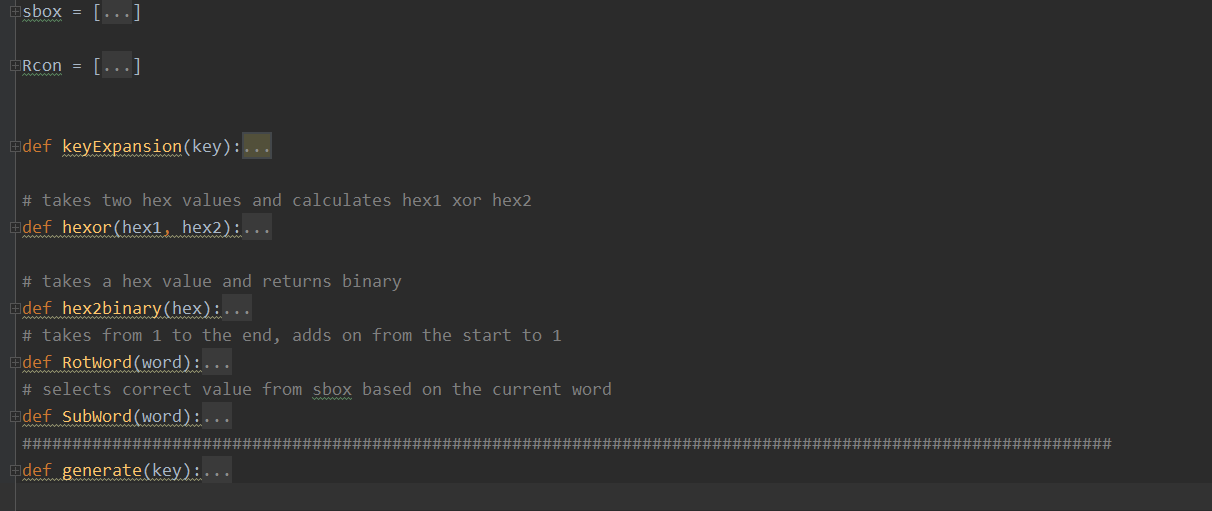 sbox = [...]
Rcon = [...]
def keyExpansion(key):...
# takes two hex values and calculates hex1 xor hex2
def hexor(hex1, hex2):...
# takes a hex value and returns binary
def hex2binary(hex):...
# takes from 1 to the end, adds on from the start to 1
def RotWord(word):...
# selects correct value from sbox based on the current word
def SubWord(word):...
#############################################################################################################
def generate(key):...